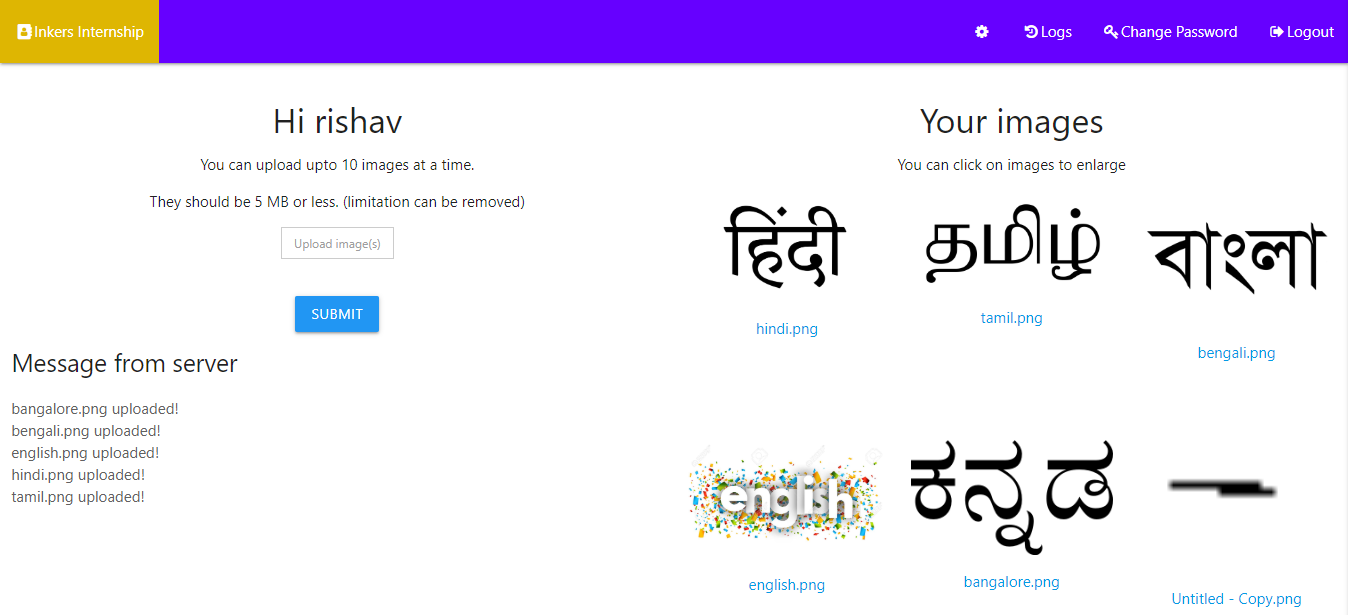 Inkers Internship
Logs
Change Password
Logout
Hi rishav
You can upload upto 10 images at a time.
They should be 5 MB or less. (limitation can be removed)
Upload image(s)
SUBMIT
Message from server
bangalore.png uploaded!
bengali.png uploaded!
english.png uploaded!
hindi.png uploaded!
tamil.png uploaded!
Your images
You can click on images to enlarge
हिंदी
hindi.png
தமிழ்
tamil.png
বাংলা
bengali.png
english
english.png
ಕನ್ನಡ
bangalore.png
Untitled - Copy.png